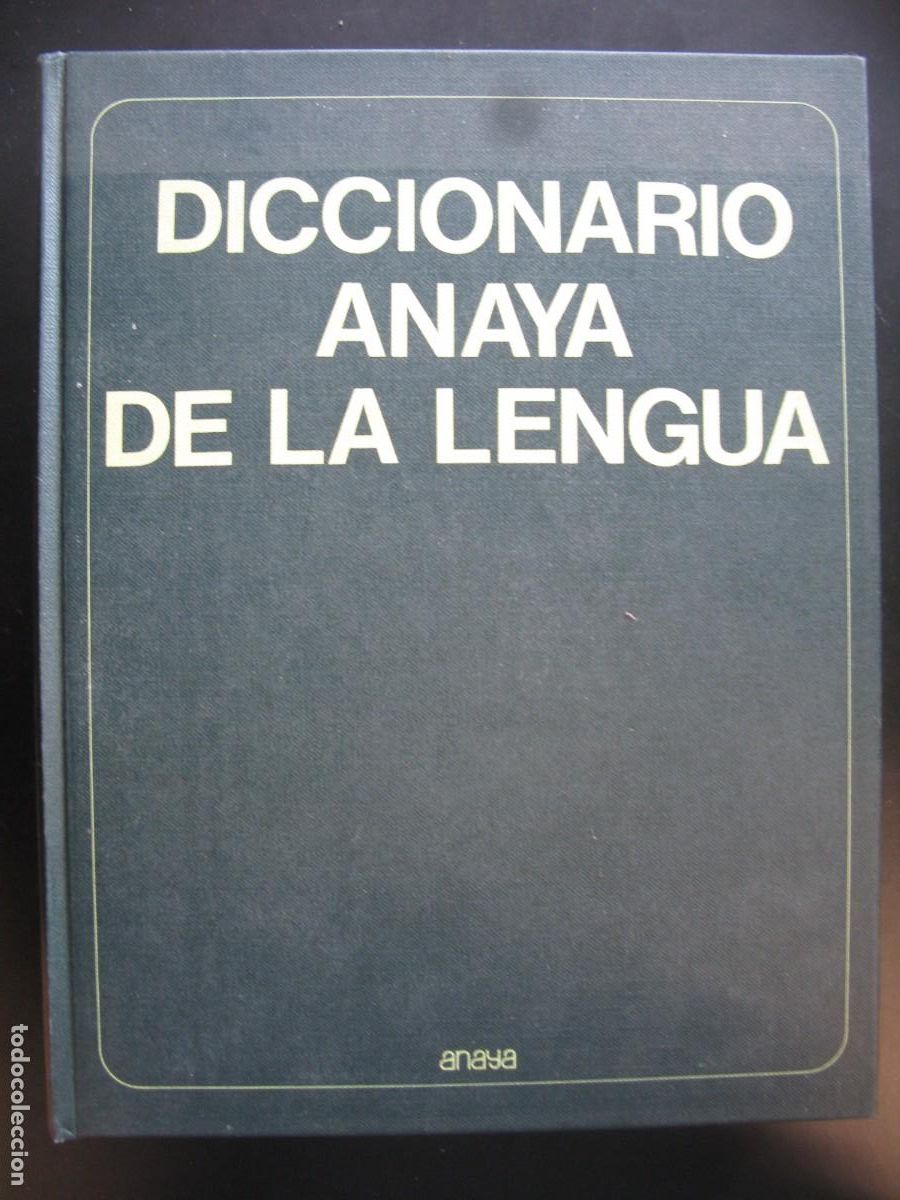 DICCIONARIO
ANAYA
DE LA LENGUA
anaya
todocoleccion